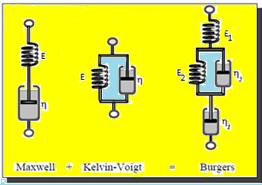 E
η
E
η
E1
E2
η1
η2
Maxwell + Kelvin-Voigt = Burgers